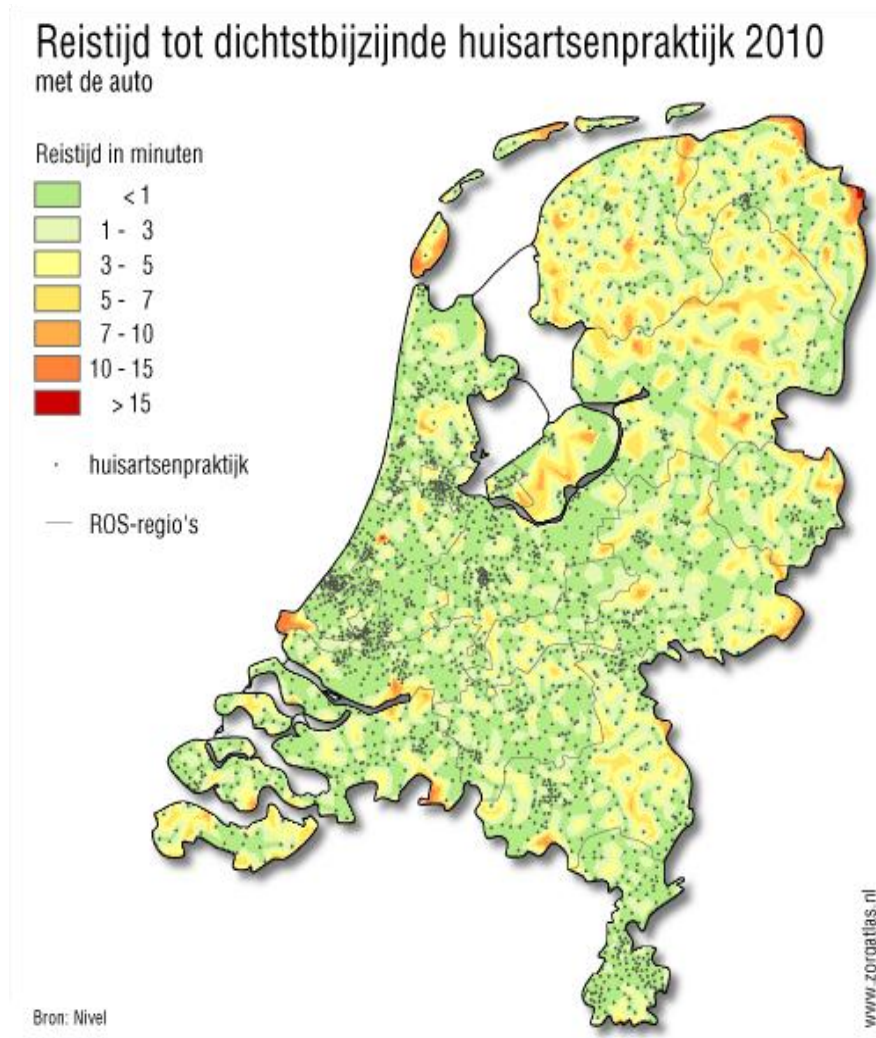 Reistijd tot dichtstbijzijnde huisartsenpraktijk 2010
met de auto
Reistijd in minuten
< 1
1 - 3
3 - 5
5 - 7
7 - 10
10 - 15
> 15
huisartsenpraktijk
ROS-regio's
Bron: Nivel
www.zorgatlas.nl